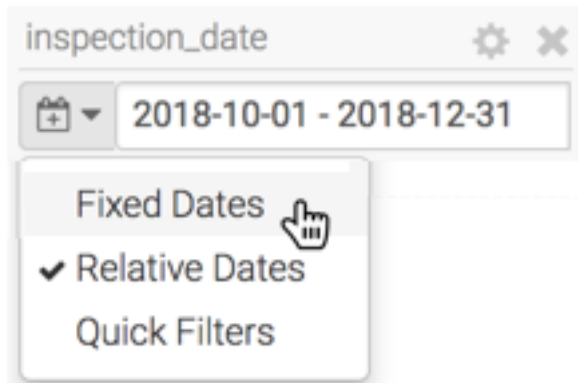 inspection_date
2018-10-01 - 2018-12-31
Fixed Dates
Relative Dates
Quick Filters